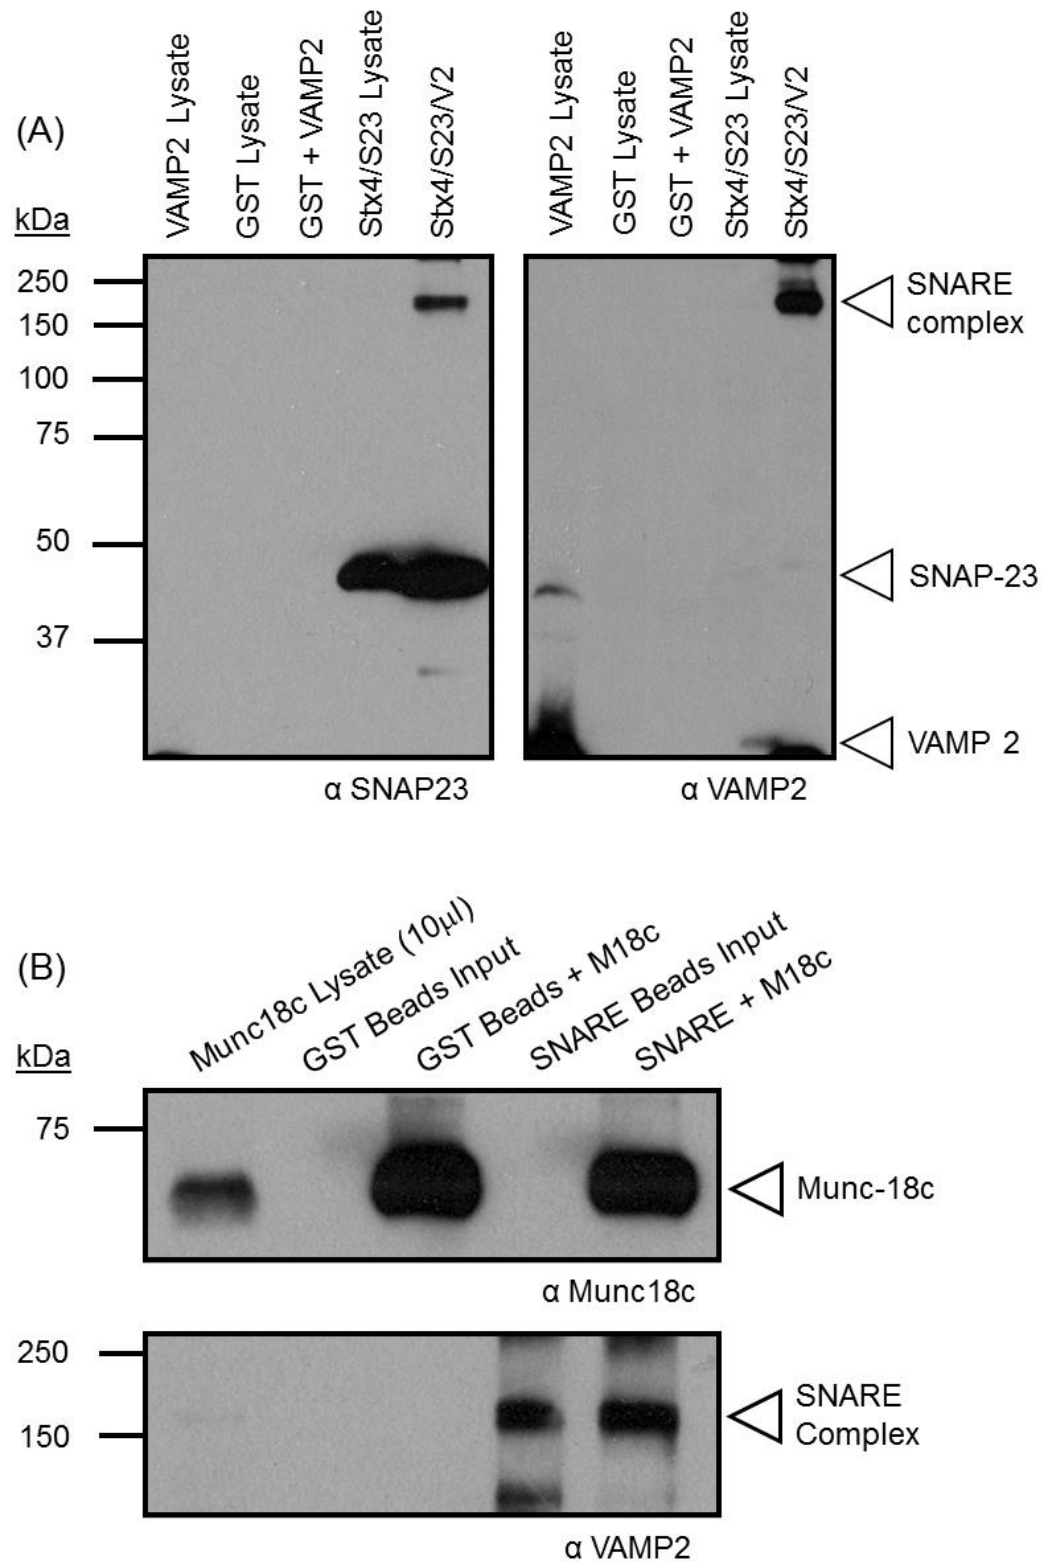 (A)
VAMP2 Lysate
GST Lysate
GST + VAMP2
Stx4/S23 Lysate
Stx4/S23/V2
VAMP2 Lysate
GST Lysate
GST + VAMP2
Stx4/S23 Lysate
Stx4/S23/V2
kDa
250
150
100
75
50
37
SNARE
complex
SNAP-23
VAMP 2
α SNAP23
α VAMP2
(B)
Munc18c Lysate (10μl)
GST Beads Input
GST Beads + M18c
SNARE Beads Input
SNARE + M18c
kDa
75
Munc-18c
α Munc18c
250
150
SNARE
Complex
α VAMP2